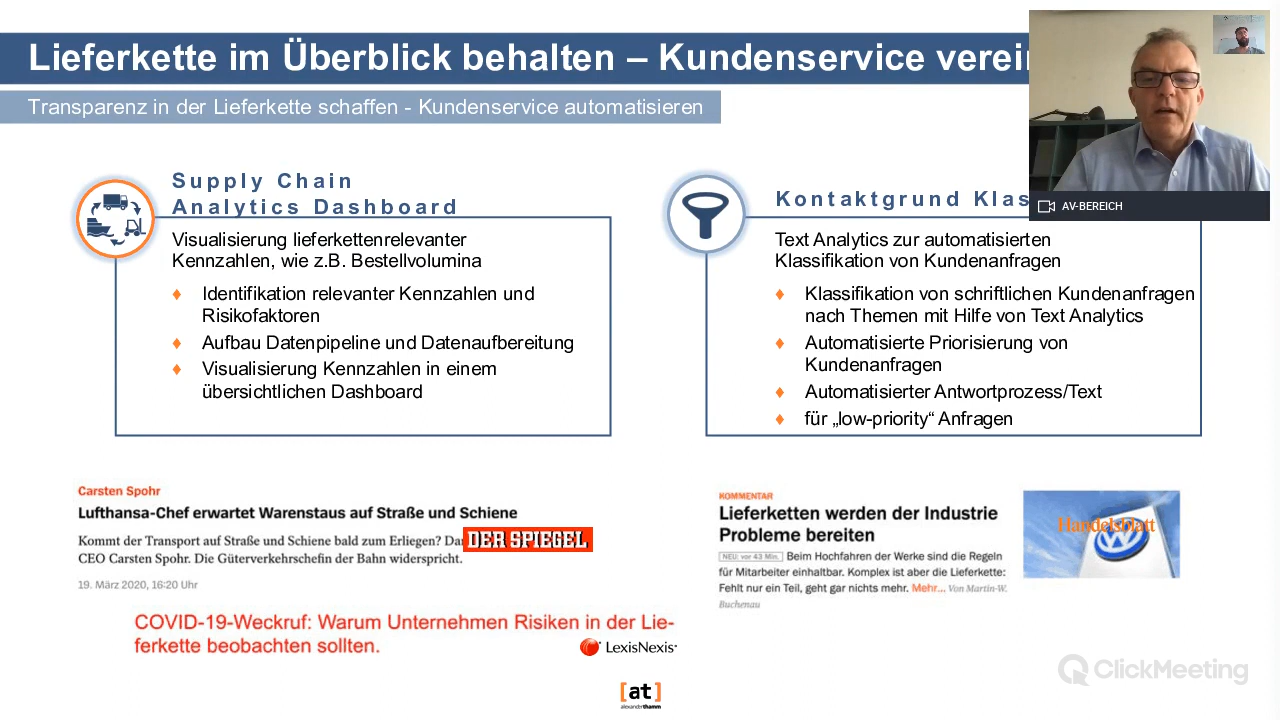 Lieferkette im Überblick behalten – Kundenservice verei
Transparenz in der Lieferkette schaffen - Kundenservice automatisieren
AV-BEREICH
Supply Chain
Analytics Dashboard
Visualisierung lieferkettenrelevanter
Kennzahlen, wie z.B. Bestellvolumina
Identifikation relevanter Kennzahlen und
Risikofaktoren
Aufbau Datenpipeline und Datenaufbereitung
Visualisierung Kennzahlen in einem
übersichtlichen Dashboard
Kontaktgrund Klas
Text Analytics zur automatisierten
Klassifikation von Kundenanfragen
Klassifikation von schriftlichen Kundenanfragen
nach Themen mit Hilfe von Text Analytics
Automatisierte Priorisierung von
Kundenanfragen
Automatisierter Antwortprozess/Text
für „low-priority“ Anfragen
Carsten Spohr
Lufthansa-Chef erwartet Warenstaus auf Straße und Schiene
Kommt der Transport auf Straße und Schiene bald zum Erliegen? Da
CEO Carsten Spohr. Die Güterverkehrschefin der Bahn widerspricht.
DER SPIEGEL
19. März 2020, 16:20 Uhr
COVID-19-Weckruf: Warum Unternehmen Risiken in der Lie-
ferkette beobachten sollten.
LexisNexis
KOMMENTAR
Lieferketten werden der Industrie
Probleme bereiten
NEU: vor 43 Min. Beim Hochfahren der Werke sind die Regeln
für Mitarbeiter einhaltbar. Komplex ist aber die Lieferkette:
Fehlt nur ein Teil, geht gar nichts mehr. Mehr... Von Martin-W.
Buchenau
Handelsblatt
ClickMeeting
[at]
alexanderthamm